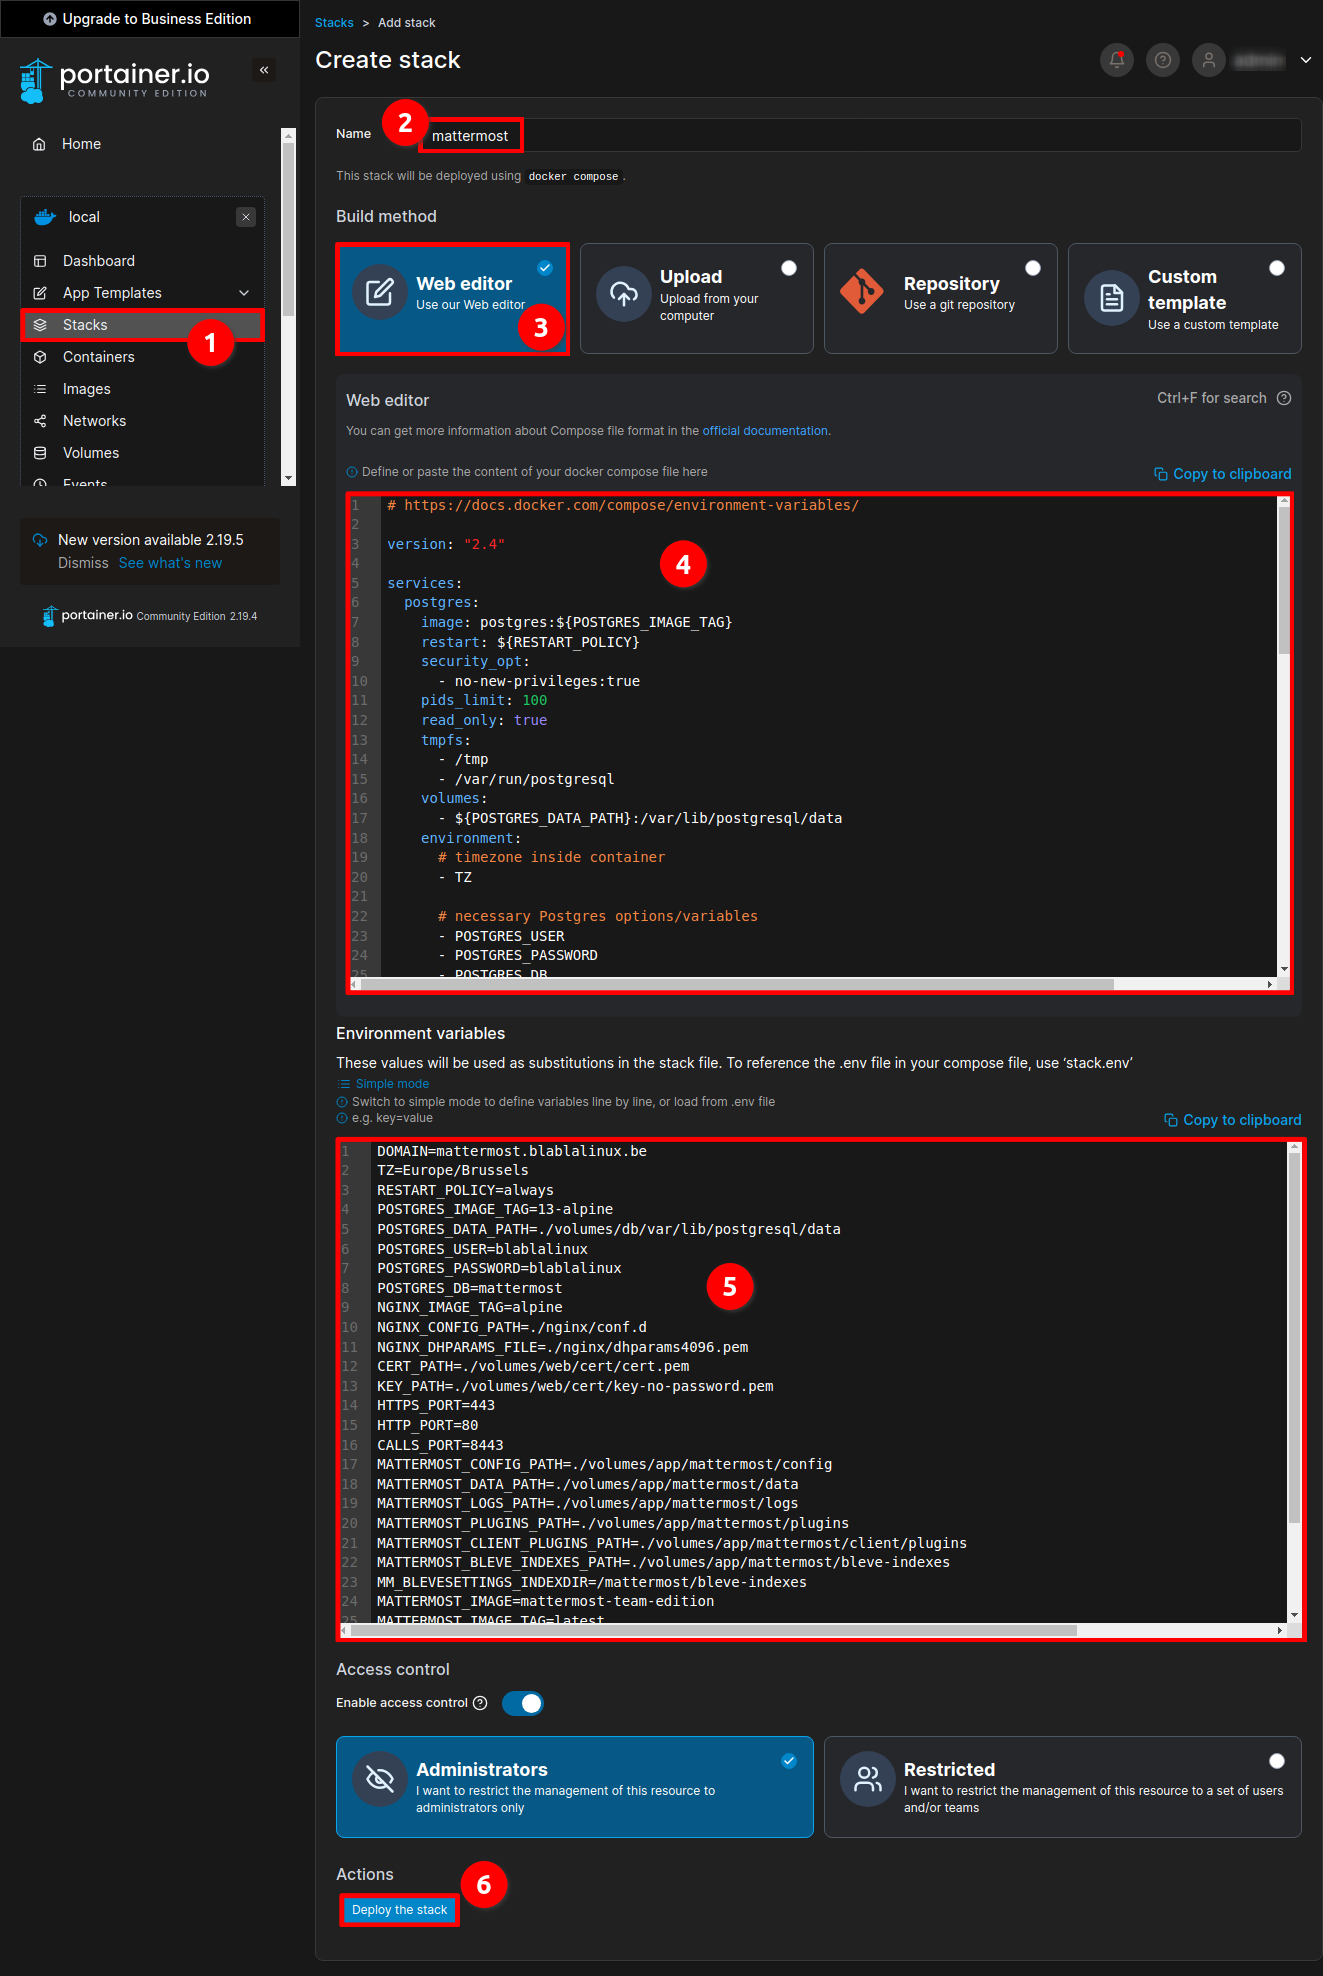 Upgrade to Business Edition
portainer.io
COMMUNITY EDITION
«
Home
local
Dashboard
App Templates
Stacks
1
Containers
Images
Networks
Volumes
Events
New version available 2.19.5
Dismiss See what's new
portainer.io Community Edition 2.19.4
Stacks > Add stack
Create stack
Name
2
mattermost
This stack will be deployed using docker compose.
Build method
Web editor
Use our Web editor
3
Upload
Upload from your
computer
Repository
Use a git repository
Custom
template
Use a custom template
Web editor
Ctrl+F for search
You can get more information about Compose file format in the official documentation.
Define or paste the content of your docker compose file here
Copy to clipboard
4
1 # https://docs.docker.com/compose/environment-variables/
2
3 version: "2.4"
4
5 services:
6   postgres:
7     image: postgres:${POSTGRES_IMAGE_TAG}
8     restart: ${RESTART_POLICY}
9     security_opt:
10       - no-new-privileges:true
11     pids_limit: 100
12     read_only: true
13     tmpfs:
14       - /tmp
15       - /var/run/postgresql
16     volumes:
17       - ${POSTGRES_DATA_PATH}:/var/lib/postgresql/data
18     environment:
19       # timezone inside container
20       - TZ
21
22       # necessary Postgres options/variables
23       - POSTGRES_USER
24       - POSTGRES_PASSWORD
25       - POSTGRES_DB
Environment variables
These values will be used as substitutions in the stack file. To reference the .env file in your compose file, use ‘stack.env’
Simple mode
Switch to simple mode to define variables line by line, or load from .env file
e.g. key=value
Copy to clipboard
5
1 DOMAIN=mattermost.blablalinux.be
2 TZ=Europe/Brussels
3 RESTART_POLICY=always
4 POSTGRES_IMAGE_TAG=13-alpine
5 POSTGRES_DATA_PATH=./volumes/db/var/lib/postgresql/data
6 POSTGRES_USER=blablalinux
7 POSTGRES_PASSWORD=blablalinux
8 POSTGRES_DB=mattermost
9 NGINX_IMAGE_TAG=alpine
10 NGINX_CONFIG_PATH=./nginx/conf.d
11 NGINX_DHPARAMS_FILE=./nginx/dhparams4096.pem
12 CERT_PATH=./volumes/web/cert/cert.pem
13 KEY_PATH=./volumes/web/cert/key-no-password.pem
14 HTTPS_PORT=443
15 HTTP_PORT=80
16 CALLS_PORT=8443
17 MATTERMOST_CONFIG_PATH=./volumes/app/mattermost/config
18 MATTERMOST_DATA_PATH=./volumes/app/mattermost/data
19 MATTERMOST_LOGS_PATH=./volumes/app/mattermost/logs
20 MATTERMOST_PLUGINS_PATH=./volumes/app/mattermost/plugins
21 MATTERMOST_CLIENT_PLUGINS_PATH=./volumes/app/mattermost/client/plugins
22 MATTERMOST_BLEVE_INDEXES_PATH=./volumes/app/mattermost/bleve-indexes
23 MM_BLEVESETTINGS_INDEXDIR=/mattermost/bleve-indexes
24 MATTERMOST_IMAGE=mattermost-team-edition
25 MATTERMOST_IMAGE_TAG=latest
Access control
Enable access control
Administrators
I want to restrict the management of this resource to
administrators only
Restricted
I want to restrict the management of this resource to a set of users
and/or teams
Actions
6
Deploy the stack